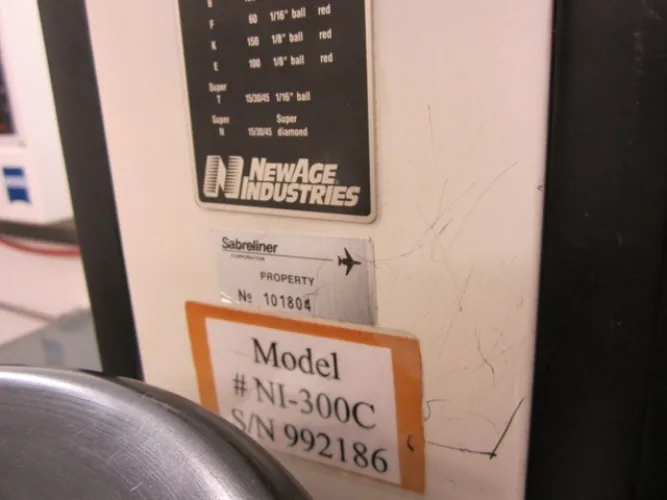 F 60 1/16" ball red
K 150 1/8" ball red
E 100 1/8" ball red
Super
T 15/30/45 1/16" ball
Super Super
N 15/30/45 diamond
N NEWAGE
INDUSTRIES
Sabreliner
CORPORATION
PROPERTY
No 101804
Model
# NI-300C
S/N 992186